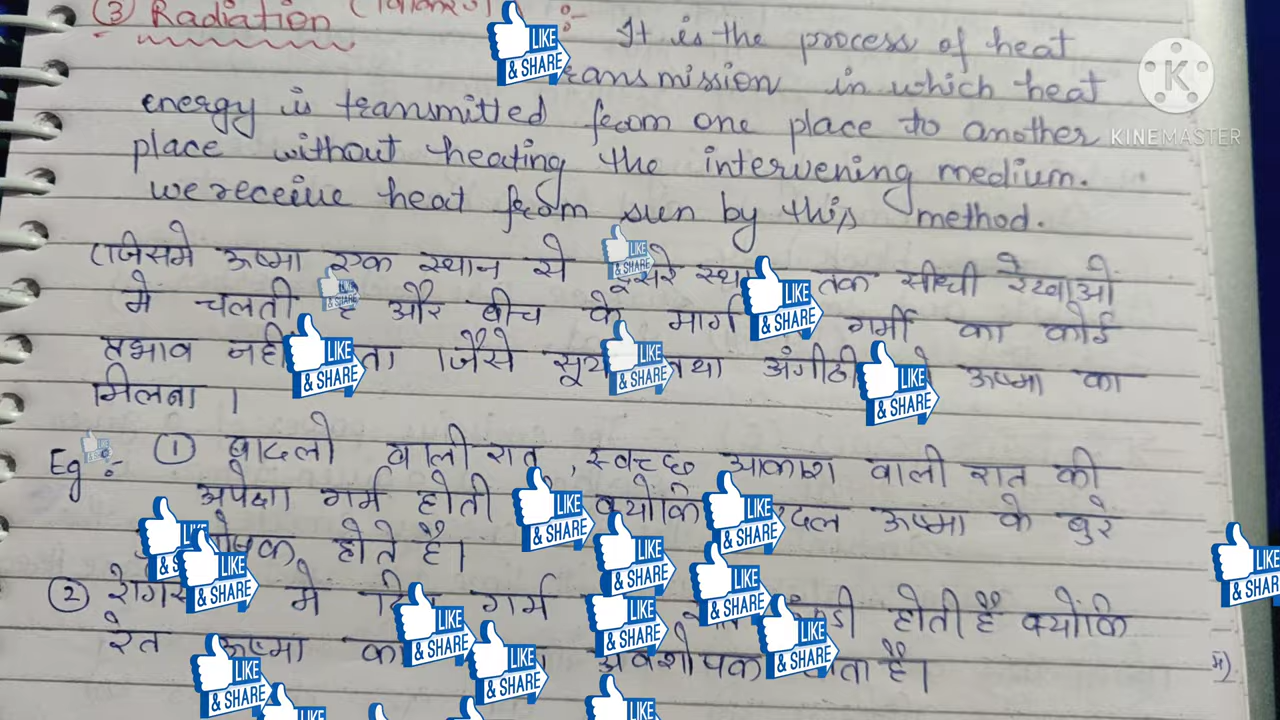 ③ Radiation (विकिरण) :- It is the process of heat
transmission in which heat
energy is transmitted from one place to another
place without heating the intervening medium.
we receive heat from sun by this method.
(जिसमे ऊष्मा एक स्थान से दूसरे तक सीधी रेखाओ
मे चलती है और बीच के मार्ग गर्मी का कोई
प्रभाव नही जैसे सूर्य तथा अंगीठी ऊष्मा का
मिलना ।
Eg :- ① बादलो वाली रात, स्वच्छ आकाश वाली रात की
अपेक्षा गर्म होती क्योंकि बादल ऊष्मा के बुरे
होते है।
② मे गर्म होती है क्योंकि
रेत ऊष्मा का अवशोषक है।
KINEMASTER
LIKE & SHARE